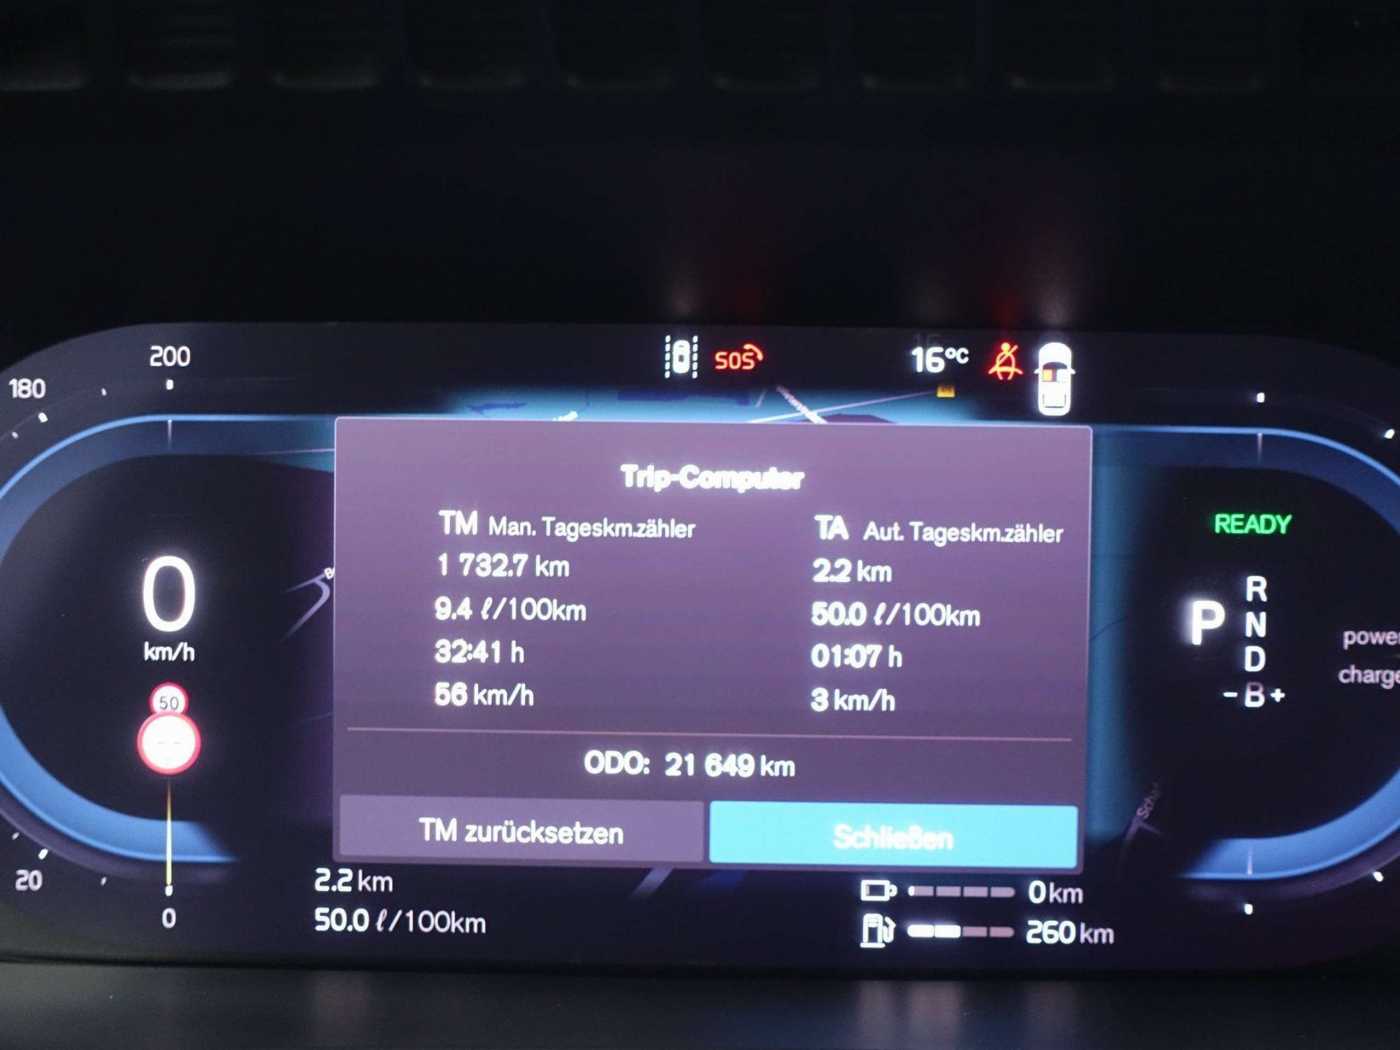 200
180
SOS
16°C
Trip-Computer
TM Man. Tageskm.zähler
1 732.7 km
9.4 ℓ/100km
32:41 h
56 km/h
TA Aut. Tageskm.zähler
2.2 km
50.0 ℓ/100km
01:07 h
3 km/h
ODO: 21 649 km
TM zurücksetzen
Schließen
0
km/h
50
READY
P
R
N
D
- B +
power
charge
20
0
2.2 km
50.0 ℓ/100km
0 km
260 km